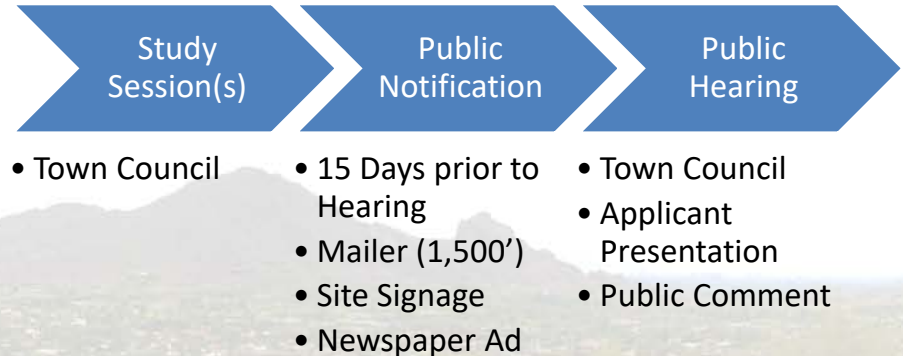 Study
Session(s)
Public
Notification
Public
Hearing
• Town Council
• 15 Days prior to
Hearing
• Mailer (1,500’)
• Site Signage
• Newspaper Ad
• Town Council
• Applicant
Presentation
• Public Comment